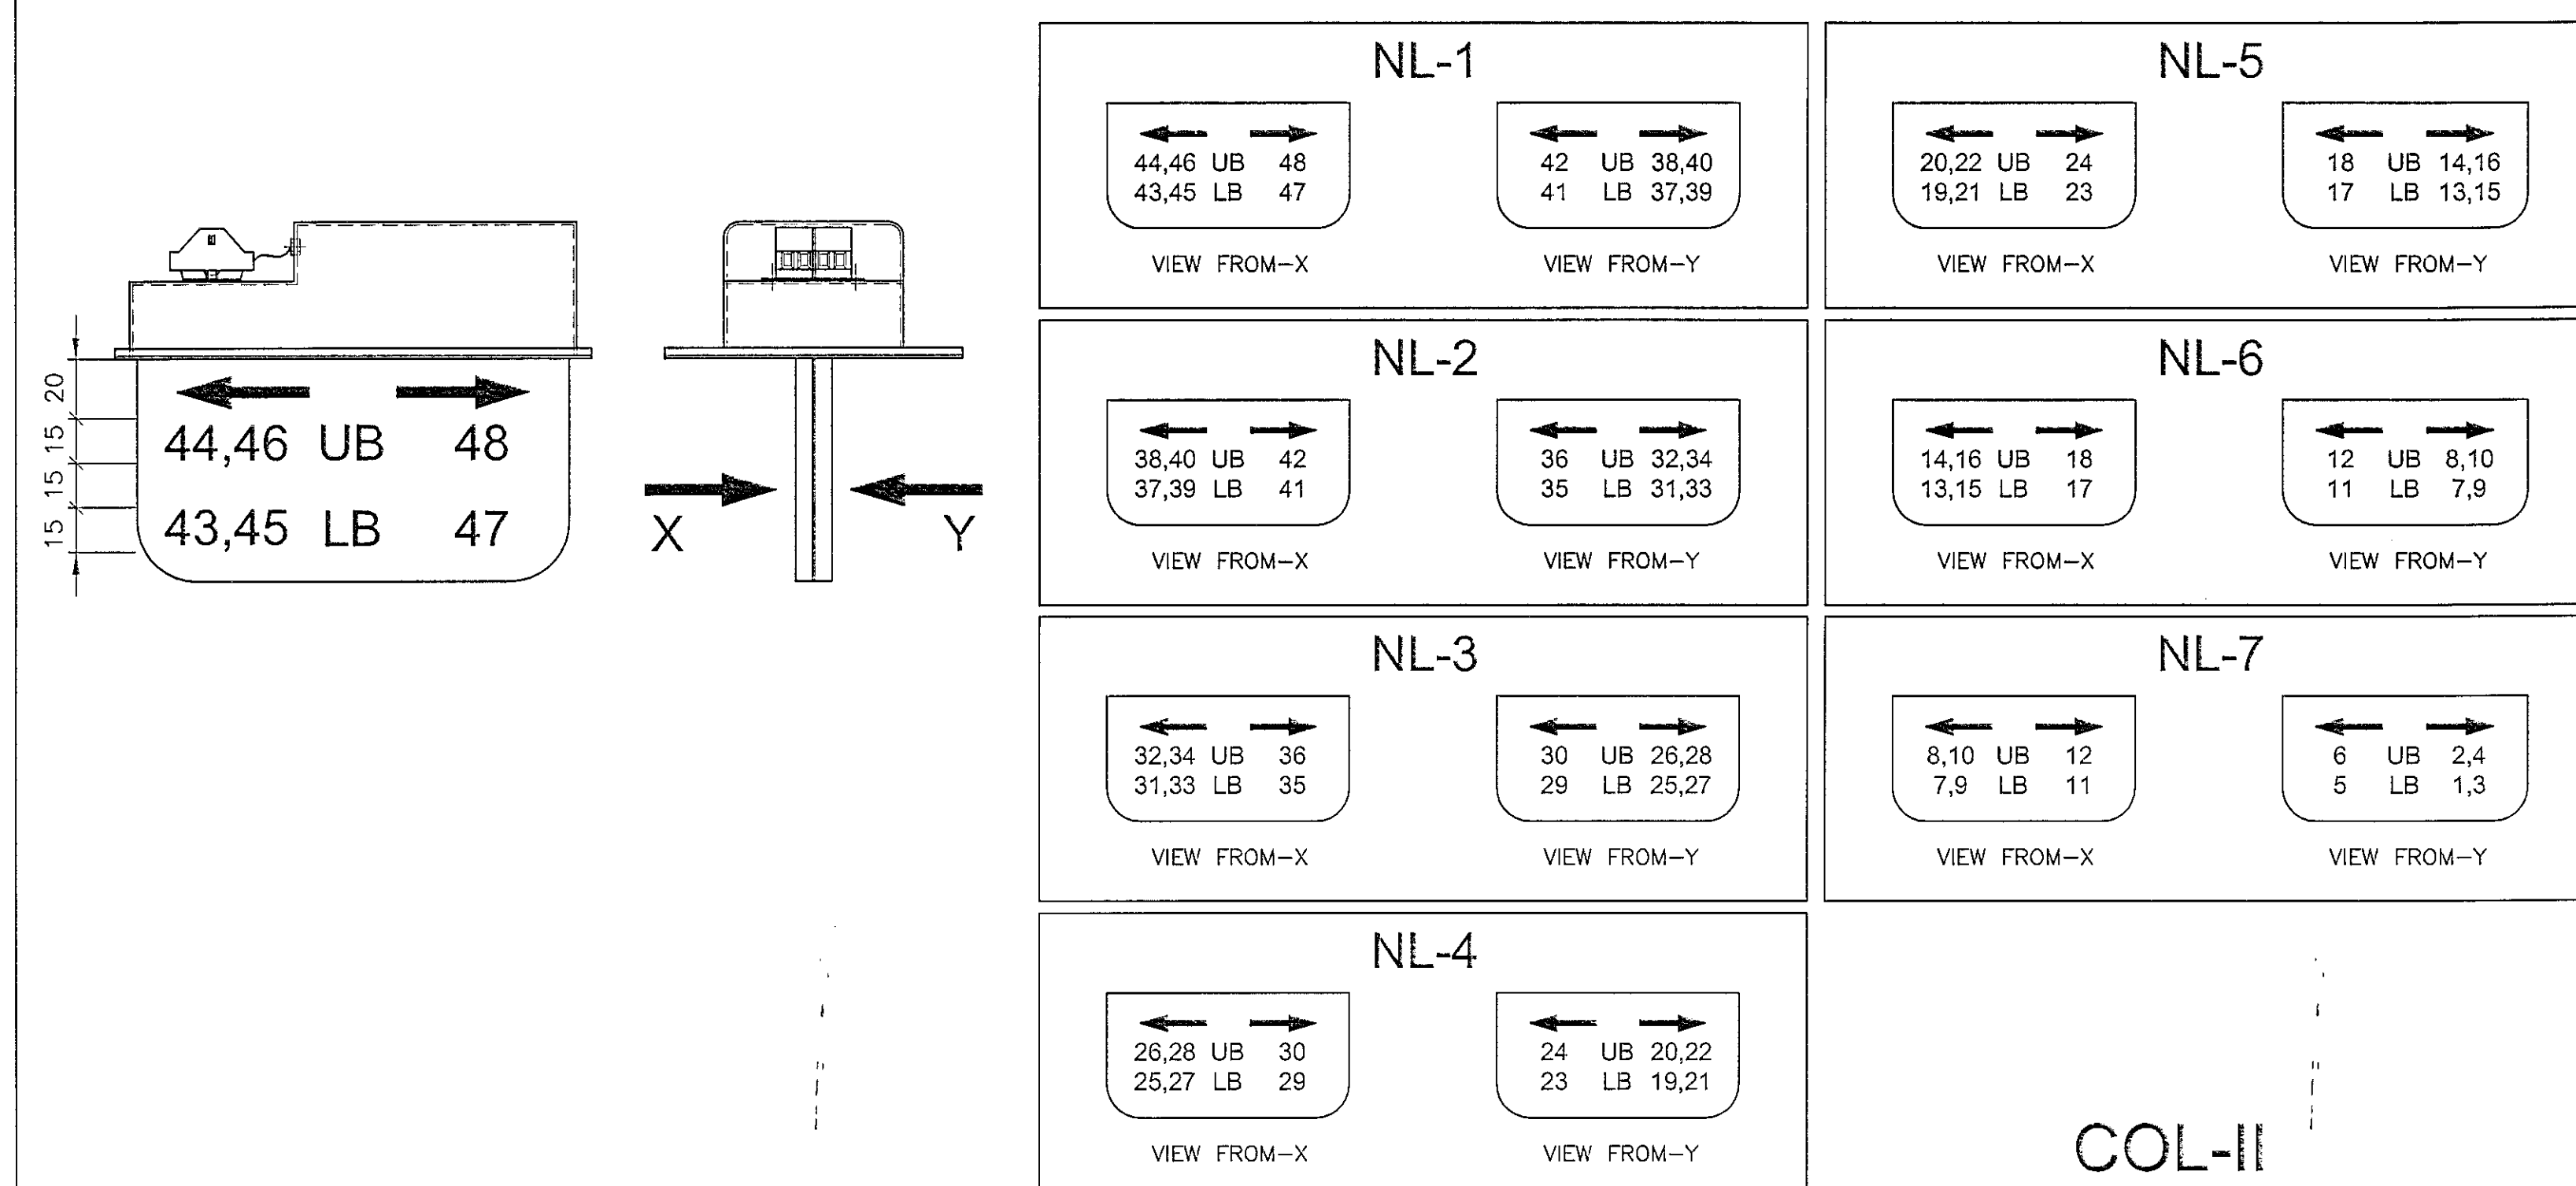 20
15
15
15
44,46 UB 48
43,45 LB 47
X
Y
NL-1
44,46 UB 48
43,45 LB 47
VIEW FROM-X
42 UB 38,40
41 LB 37,39
VIEW FROM-Y
NL-2
38,40 UB 42
37,39 LB 41
VIEW FROM-X
36 UB 32,34
35 LB 31,33
VIEW FROM-Y
NL-3
32,34 UB 36
31,33 LB 35
VIEW FROM-X
30 UB 26,28
29 LB 25,27
VIEW FROM-Y
NL-4
26,28 UB 30
25,27 LB 29
VIEW FROM-X
24 UB 20,22
23 LB 19,21
VIEW FROM-Y
NL-5
20,22 UB 24
19,21 LB 23
VIEW FROM-X
18 UB 14,16
17 LB 13,15
VIEW FROM-Y
NL-6
14,16 UB 18
13,15 LB 17
VIEW FROM-X
12 UB 8,10
11 LB 7,9
VIEW FROM-Y
NL-7
8,10 UB 12
7,9 LB 11
VIEW FROM-X
6 UB 2,4
5 LB 1,3
VIEW FROM-Y
COL-II